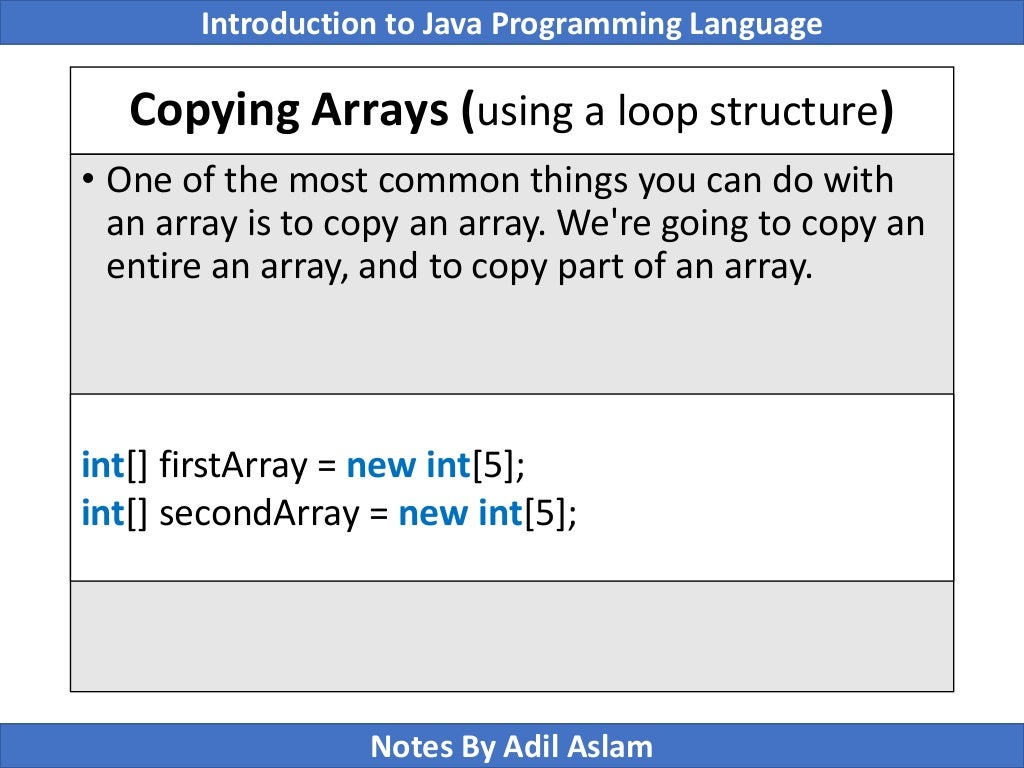 Introduction to Java Programming Language
Copying Arrays (using a loop structure)
• One of the most common things you can do with
an array is to copy an array. We're going to copy an
entire an array, and to copy part of an array.
int[] firstArray = new int[5];
int[] secondArray = new int[5];
Notes By Adil Aslam